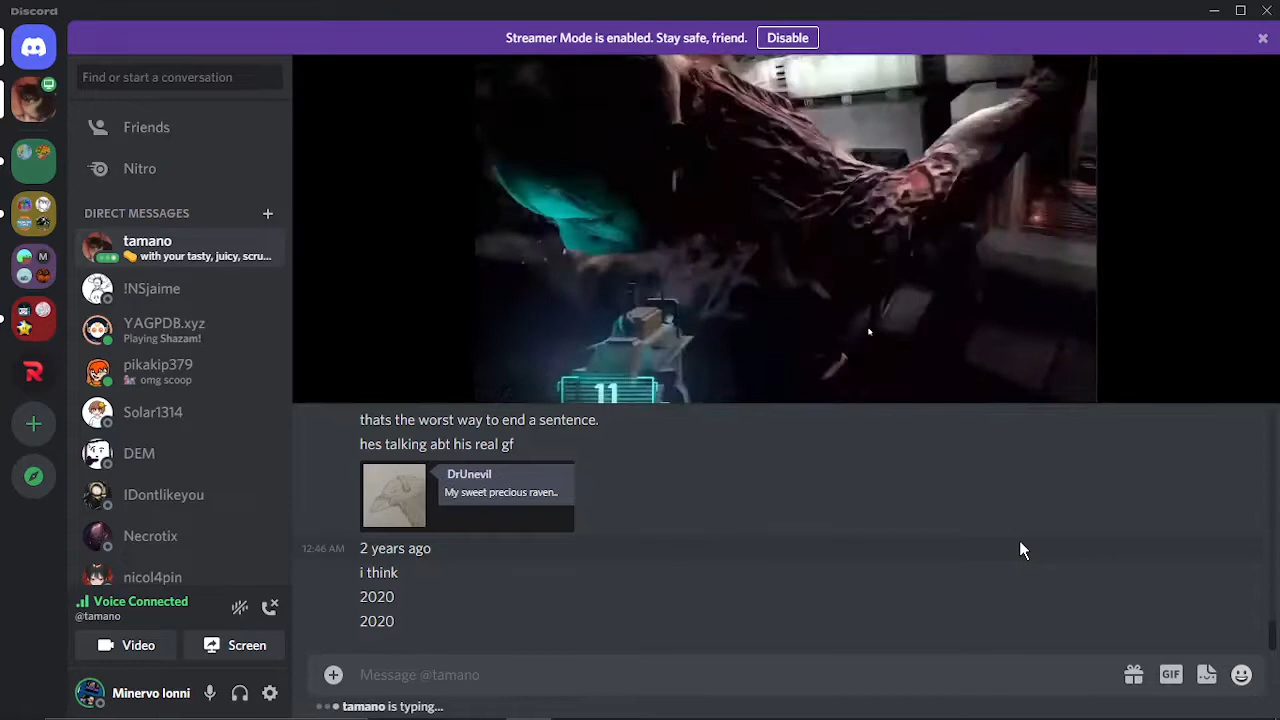 Discord
Streamer Mode is enabled. Stay safe, friend.
Disable
Find or start a conversation
Friends
Nitro
DIRECT MESSAGES
tamano
with your tasty, juicy, scru...
!NSjaime
YAGPDB.xyz
Playing Shazam!
pikakip379
omg scoop
Solar1314
DEM
IDontlikeyou
Necrotix
nicol4pin
Voice Connected
@tamano
Video
Screen
Minervo Ionni
11
thats the worst way to end a sentence.
hes talking abt his real gf
DrUnevil
My sweet precious raven..
12:46 AM
2 years ago
i think
2020
2020
Message @tamano
GIF
tamano is typing...